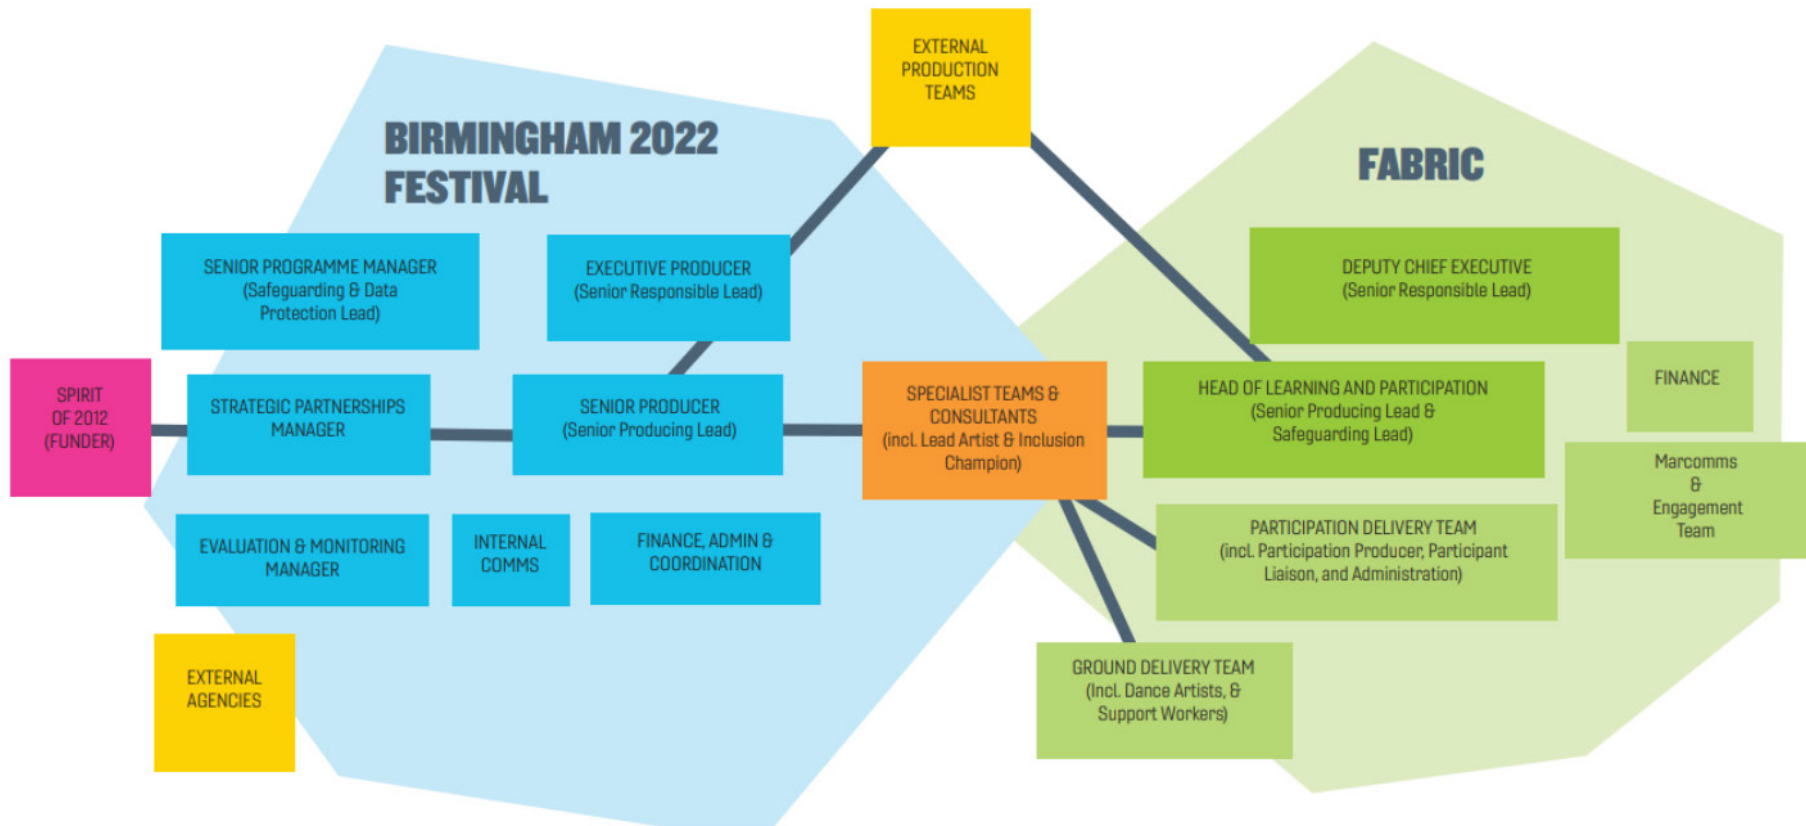 EXTERNAL
PRODUCTION
TEAMS
BIRMINGHAM 2022
FESTIVAL
FABRIC
SENIOR PROGRAMME MANAGER
(Safeguarding & Data
Protection Lead)
EXECUTIVE PRODUCER
(Senior Responsible Lead)
DEPUTY CHIEF EXECUTIVE
(Senior Responsible Lead)
SPIRIT
OF 2012
(FUNDER)
STRATEGIC PARTNERSHIPS
MANAGER
SENIOR PRODUCER
(Senior Producing Lead)
SPECIALIST TEAMS &
CONSULTANTS
(incl. Lead Artist & Inclusion
Champion)
HEAD OF LEARNING AND PARTICIPATION
(Senior Producing Lead &
Safeguarding Lead)
FINANCE
Marcomms
&
Engagement
Team
EVALUATION & MONITORING
MANAGER
INTERNAL
COMMS
FINANCE, ADMIN &
COORDINATION
PARTICIPATION DELIVERY TEAM
(incl. Participation Producer, Participant
Liaison, and Administration)
EXTERNAL
AGENCIES
GROUND DELIVERY TEAM
(Incl. Dance Artists, &
Support Workers)